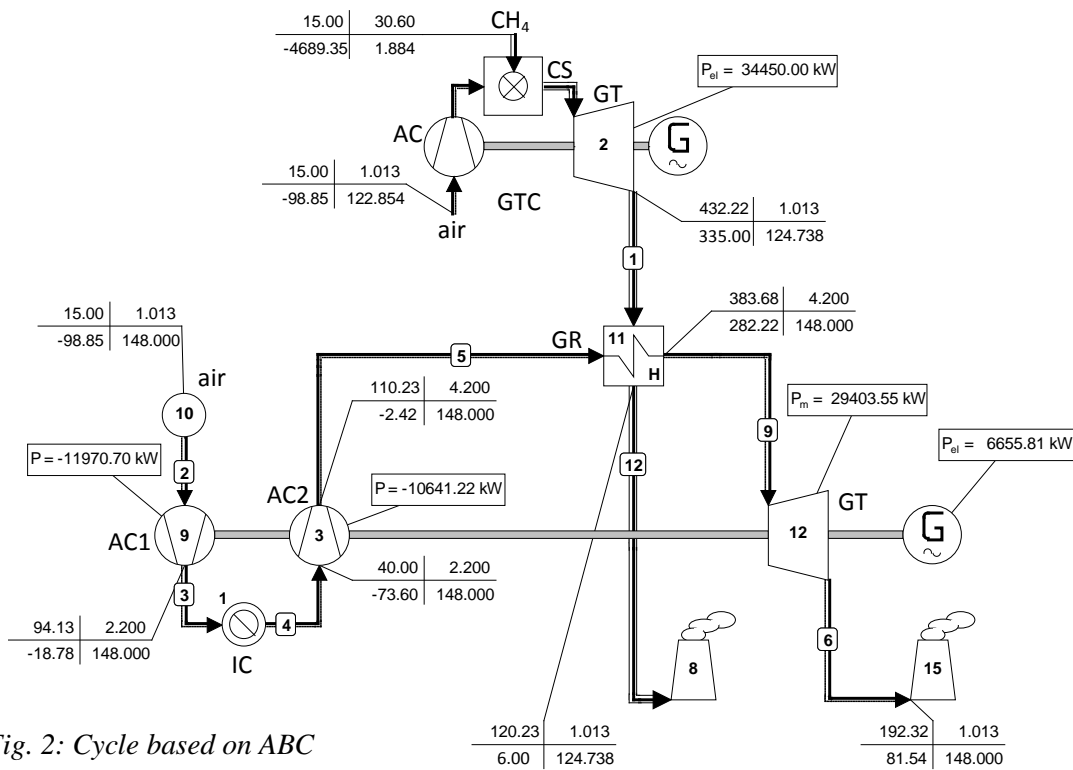 15.00 30.60
-4689.35 1.884
CH4
CS
GT
Pel = 34450.00 kW
AC
2
G
15.00 1.013
-98.85 122.854
GTC
air
432.22 1.013
335.00 124.738
1
15.00 1.013
-98.85 148.000
383.68 4.200
282.22 148.000
5
GR
11
H
air
110.23 4.200
-2.42 148.000
10
Pm = 29403.55 kW
9
12
Pel = 6655.81 kW
P = -11970.70 kW
2
AC2
P = -10641.22 kW
GT
AC1
9
3
12
G
3
40.00 2.200
-73.60 148.000
1
4
94.13 2.200
-18.78 148.000
IC
6
8
15
120.23 1.013
6.00 124.738
192.32 1.013
81.54 148.000
ig. 2: Cycle based on ABC